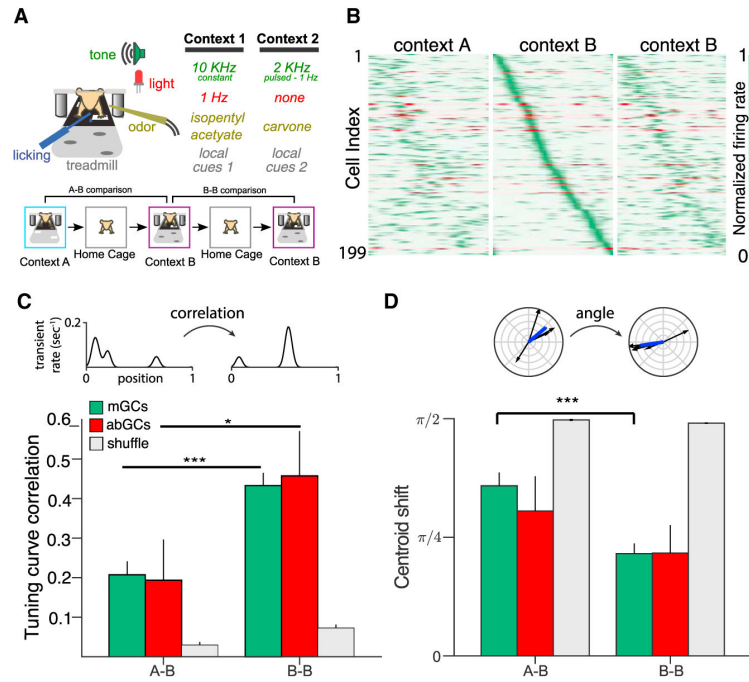 A
tone
light
odor
licking
treadmill
Context 1
Context 2
10 KHz
constant
2 KHz
pulsed - 1 Hz
1 Hz
none
isopentyl
acetyate
carvone
local
cues 1
local
cues 2
A-B comparison
B-B comparison
Context A
Home Cage
Context B
Home Cage
Context B
B
context A
context B
context B
1
199
Cell Index
1
0
Normalized firing rate
C
correlation
transient
rate (sec⁻¹)
0.2
0
position
1
0
1
mGCs
abGCs
shuffle
*
***
Tuning curve correlation
0.6
0.5
0.4
0.3
0.2
0.1
A-B
B-B
D
angle
***
Centroid shift
π/2
π/4
0
A-B
B-B